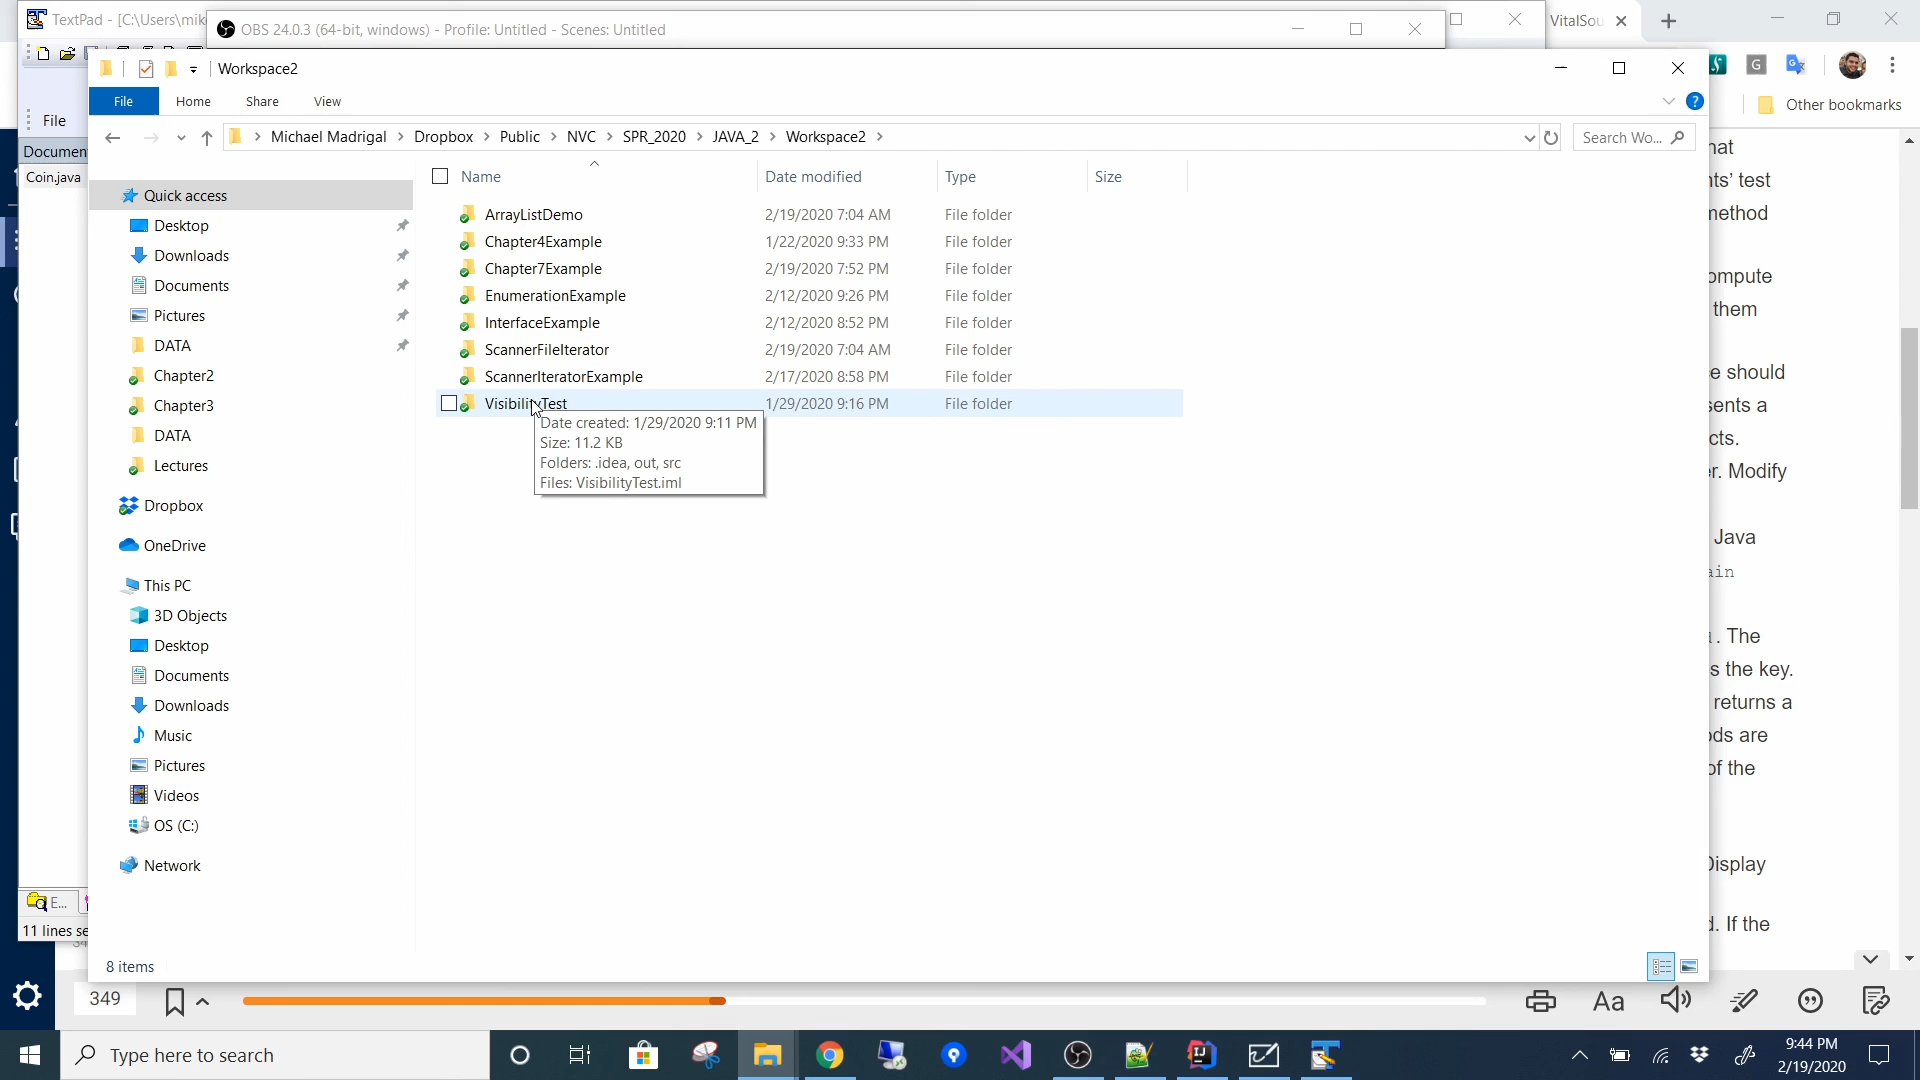 TextPad - [C:\Users\mik
OBS 24.0.3 (64-bit, windows) - Profile: Untitled - Scenes: Untitled
VitalSou
Workspace2
File
Home
Share
View
Other bookmarks
File
Michael Madrigal > Dropbox > Public > NVC > SPR_2020 > JAVA_2 > Workspace2 >
Search Wo...
Documen
Coin.java
Name
Date modified
Type
Size
Quick access
Desktop
Downloads
Documents
Pictures
DATA
Chapter2
Chapter3
DATA
Lectures
Dropbox
OneDrive
This PC
3D Objects
Desktop
Documents
Downloads
Music
Pictures
Videos
OS (C:)
Network
ArrayListDemo 2/19/2020 7:04 AM File folder
Chapter4Example 1/22/2020 9:33 PM File folder
Chapter7Example 2/19/2020 7:52 PM File folder
EnumerationExample 2/12/2020 9:26 PM File folder
InterfaceExample 2/12/2020 8:52 PM File folder
ScannerFileIterator 2/19/2020 7:04 AM File folder
ScannerIteratorExample 2/17/2020 8:58 PM File folder
VisibilityTest 1/29/2020 9:16 PM File folder
Date created: 1/29/2020 9:11 PM
Size: 11.2 KB
Folders: .idea, out, src
Files: VisibilityTest.iml
hat
nts' test
method
ompute
them
e should
sents a
cts.
er. Modify
Java
ain
. The
s the key.
returns a
ods are
of the
Display
d. If the
E...
11 lines se
8 items
349
Aa
Type here to search
9:44 PM
2/19/2020